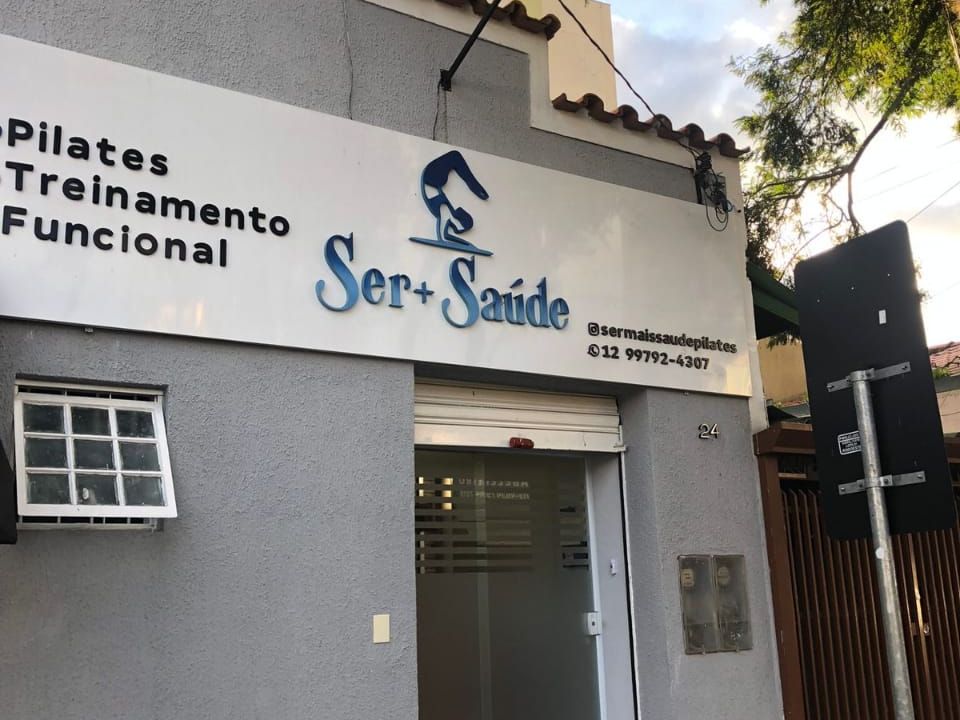 Pilates
Treinamento
Funcional
Ser+ Saúde
sermaissaudepilates
12 99792-4307
24